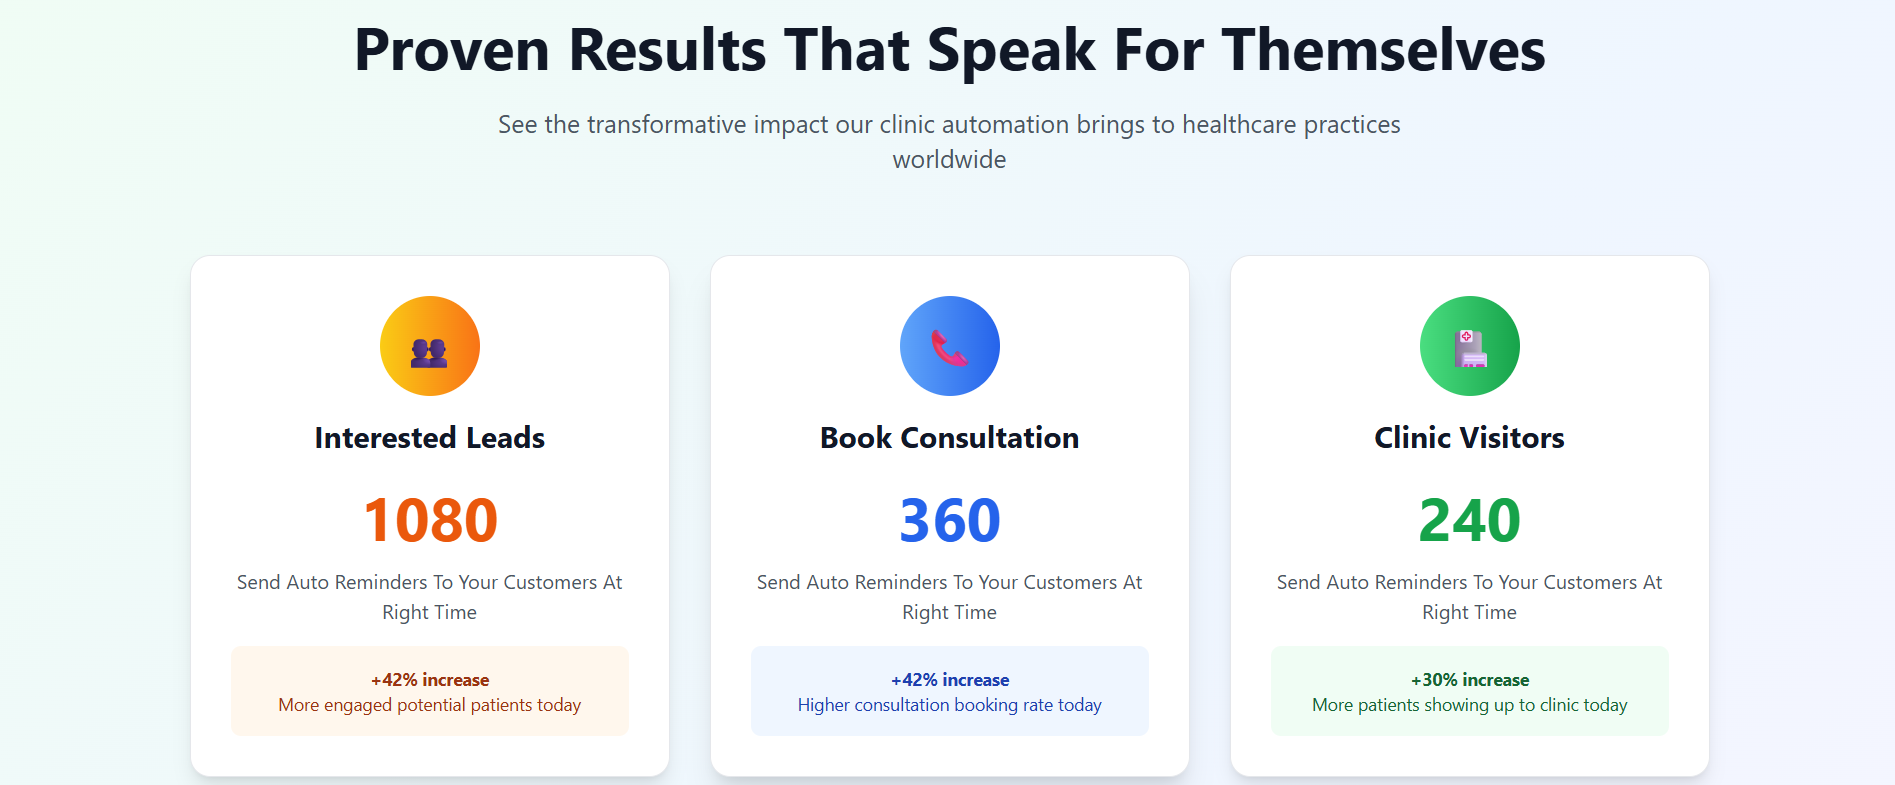 Proven Results That Speak For Themselves
See the transformative impact our clinic automation brings to healthcare practices
worldwide
Interested Leads
1080
Send Auto Reminders To Your Customers At
Right Time
+42% increase
More engaged potential patients today
Book Consultation
360
Send Auto Reminders To Your Customers At
Right Time
+42% increase
Higher consultation booking rate today
Clinic Visitors
240
Send Auto Reminders To Your Customers At
Right Time
+30% increase
More patients showing up to clinic today